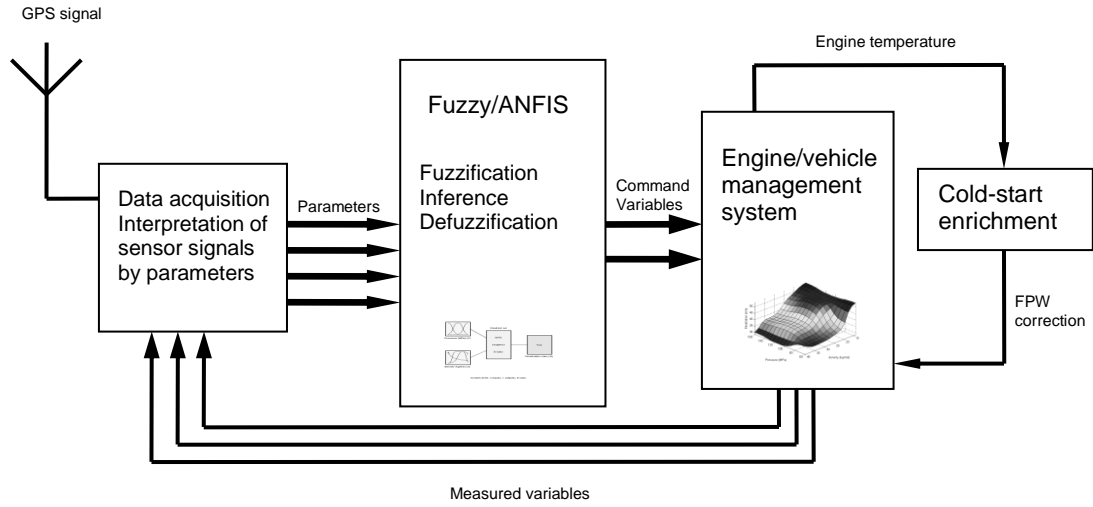 GPS signal
Engine temperature
Fuzzy/ANFIS
Fuzzification
Inference
Defuzzification
Engine/vehicle
management
system
Data acquisition
Interpretation of
sensor signals
by parameters
Parameters
Command
Variables
Cold-start
enrichment
FPW
correction
Measured variables